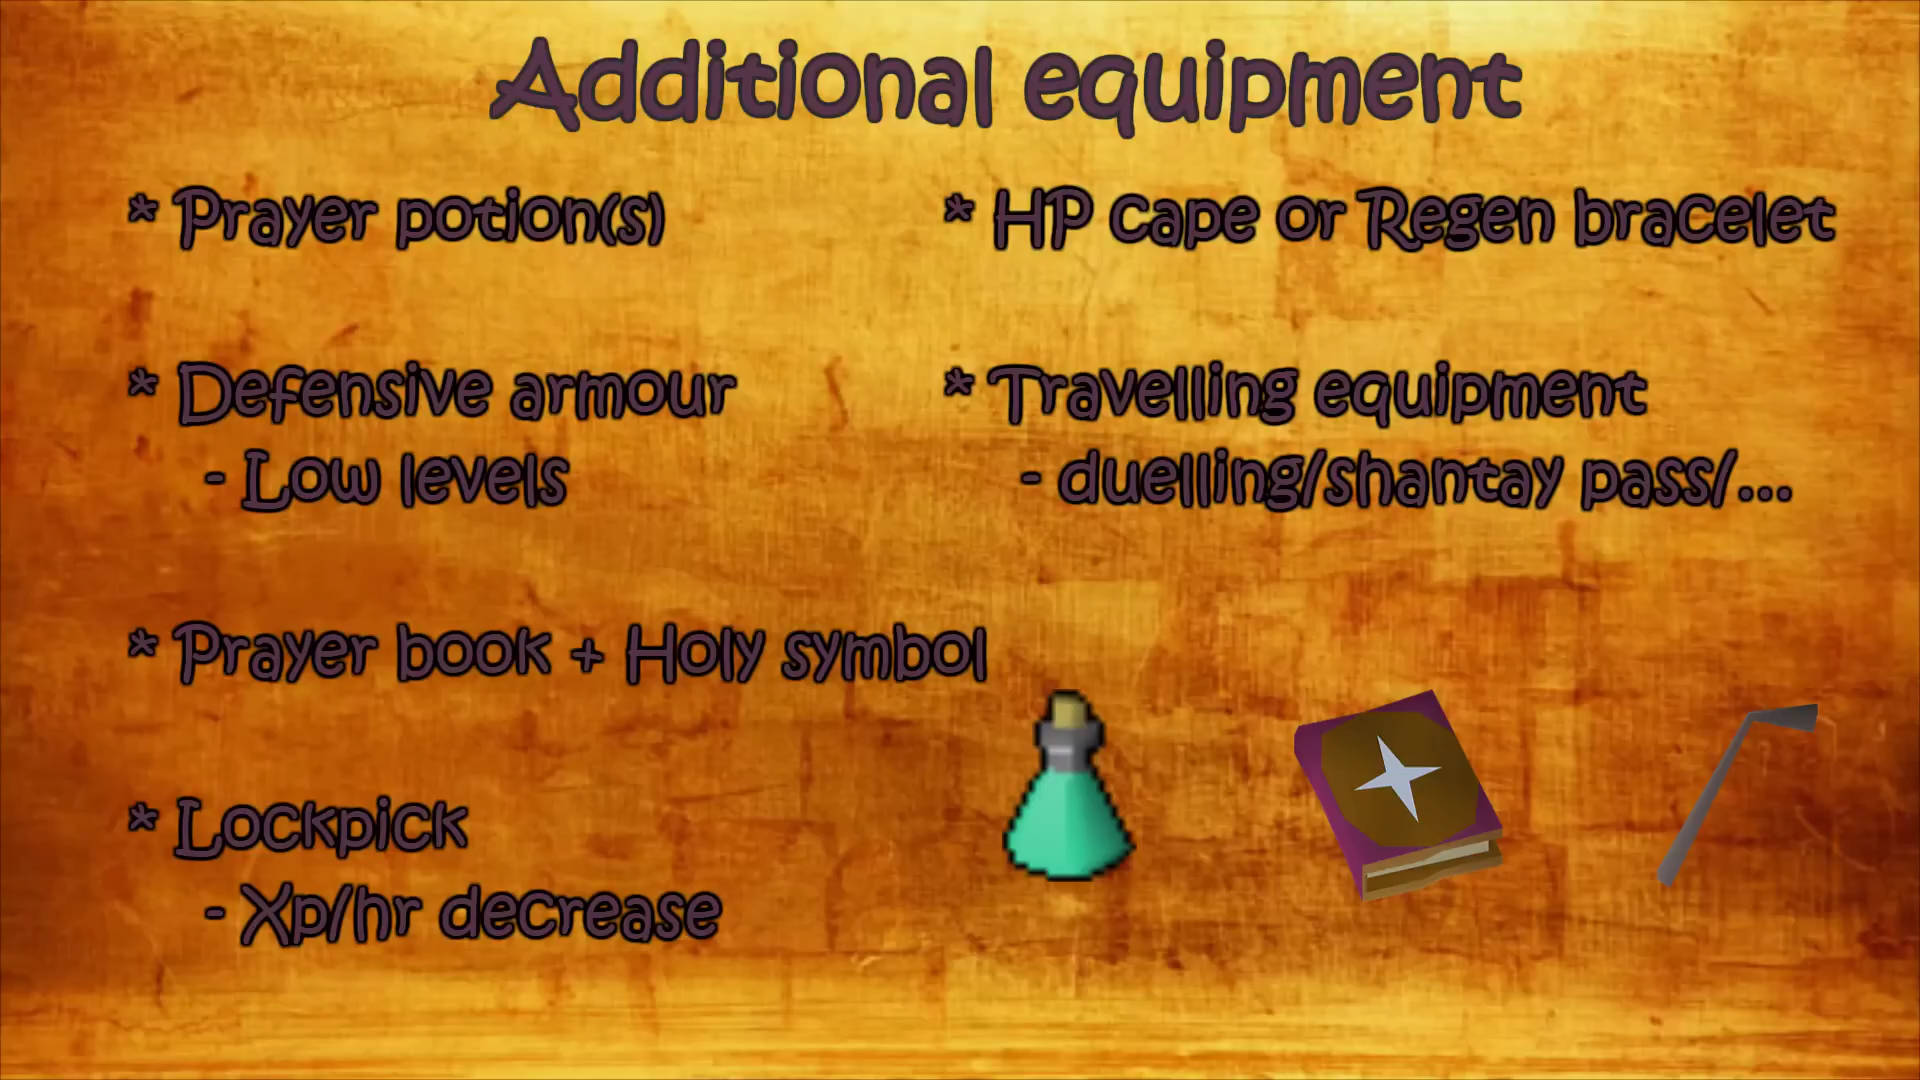 Additional equipment
* Prayer potion(s)
* Defensive armour
- Low levels
* Prayer book + Holy symbol
* Lockpick
- Xp/hr decrease
* HP cape or Regen bracelet
* Travelling equipment
- duelling/shantay pass/...